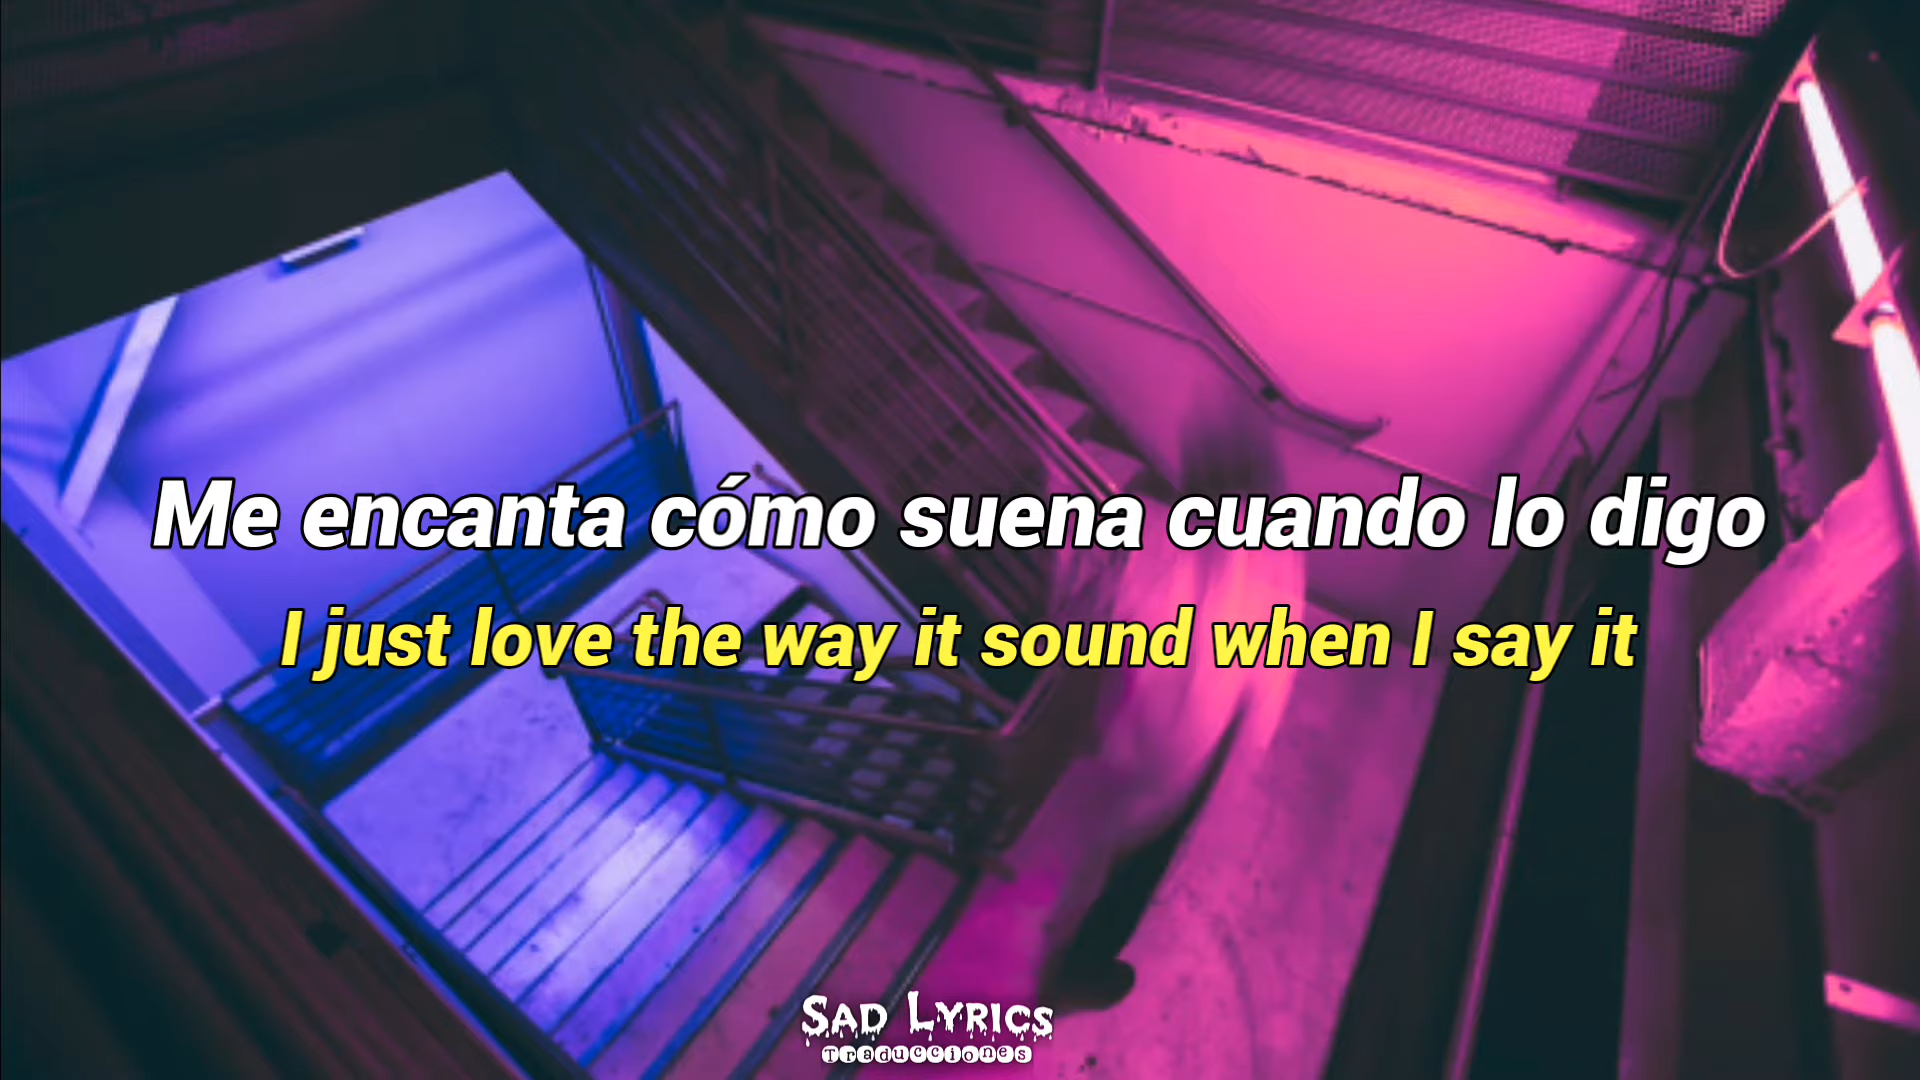 Me encanta cómo suena cuando lo digo
I just love the way it sound when I say it
SAD LYRICS
Traducciones